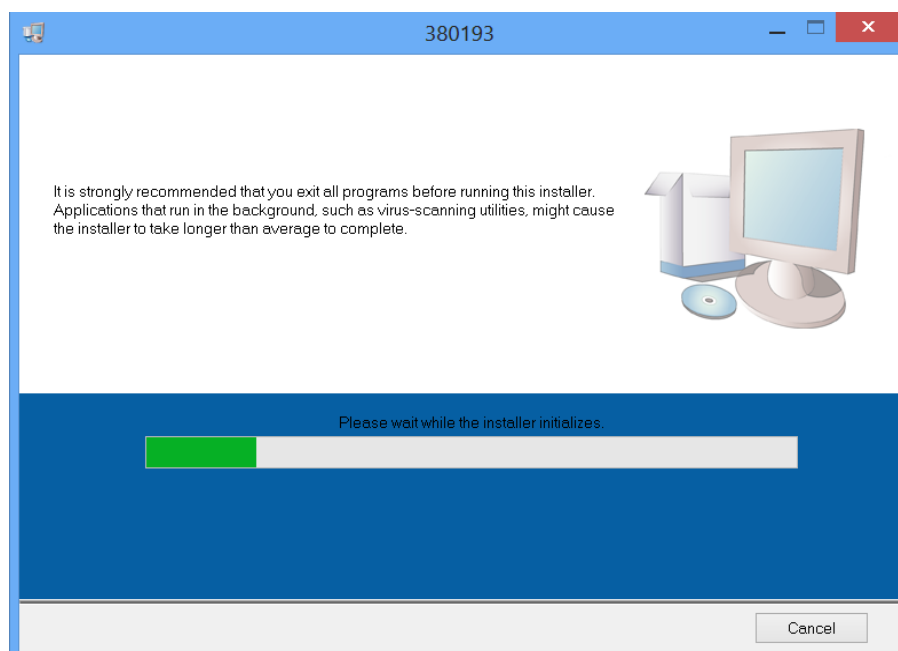 380193
It is strongly recommended that you exit all programs before running this installer.
Applications that run in the background, such as virus-scanning utilities, might cause
the installer to take longer than average to complete.
Please wait while the installer initializes.
Cancel